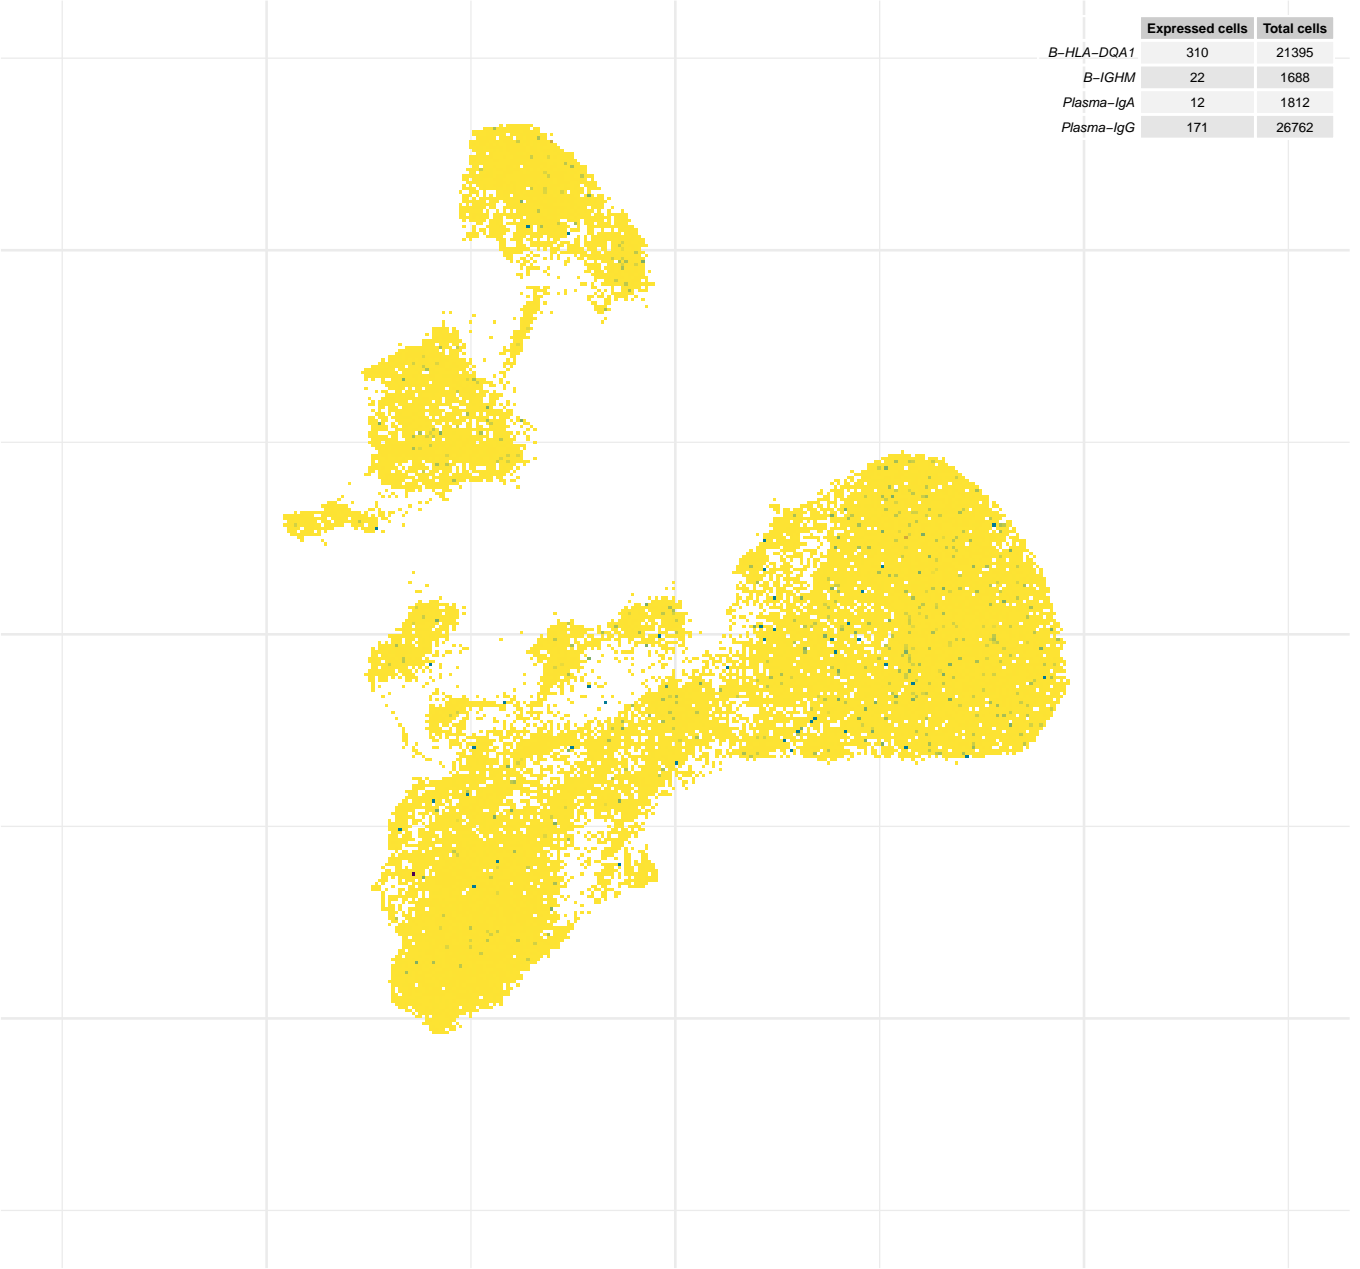 Expressed cells Total cells
B−HLA−DQA1 310 21395
B−IGHM 22 1688
Plasma−IgA 12 1812
Plasma−IgG 171 26762